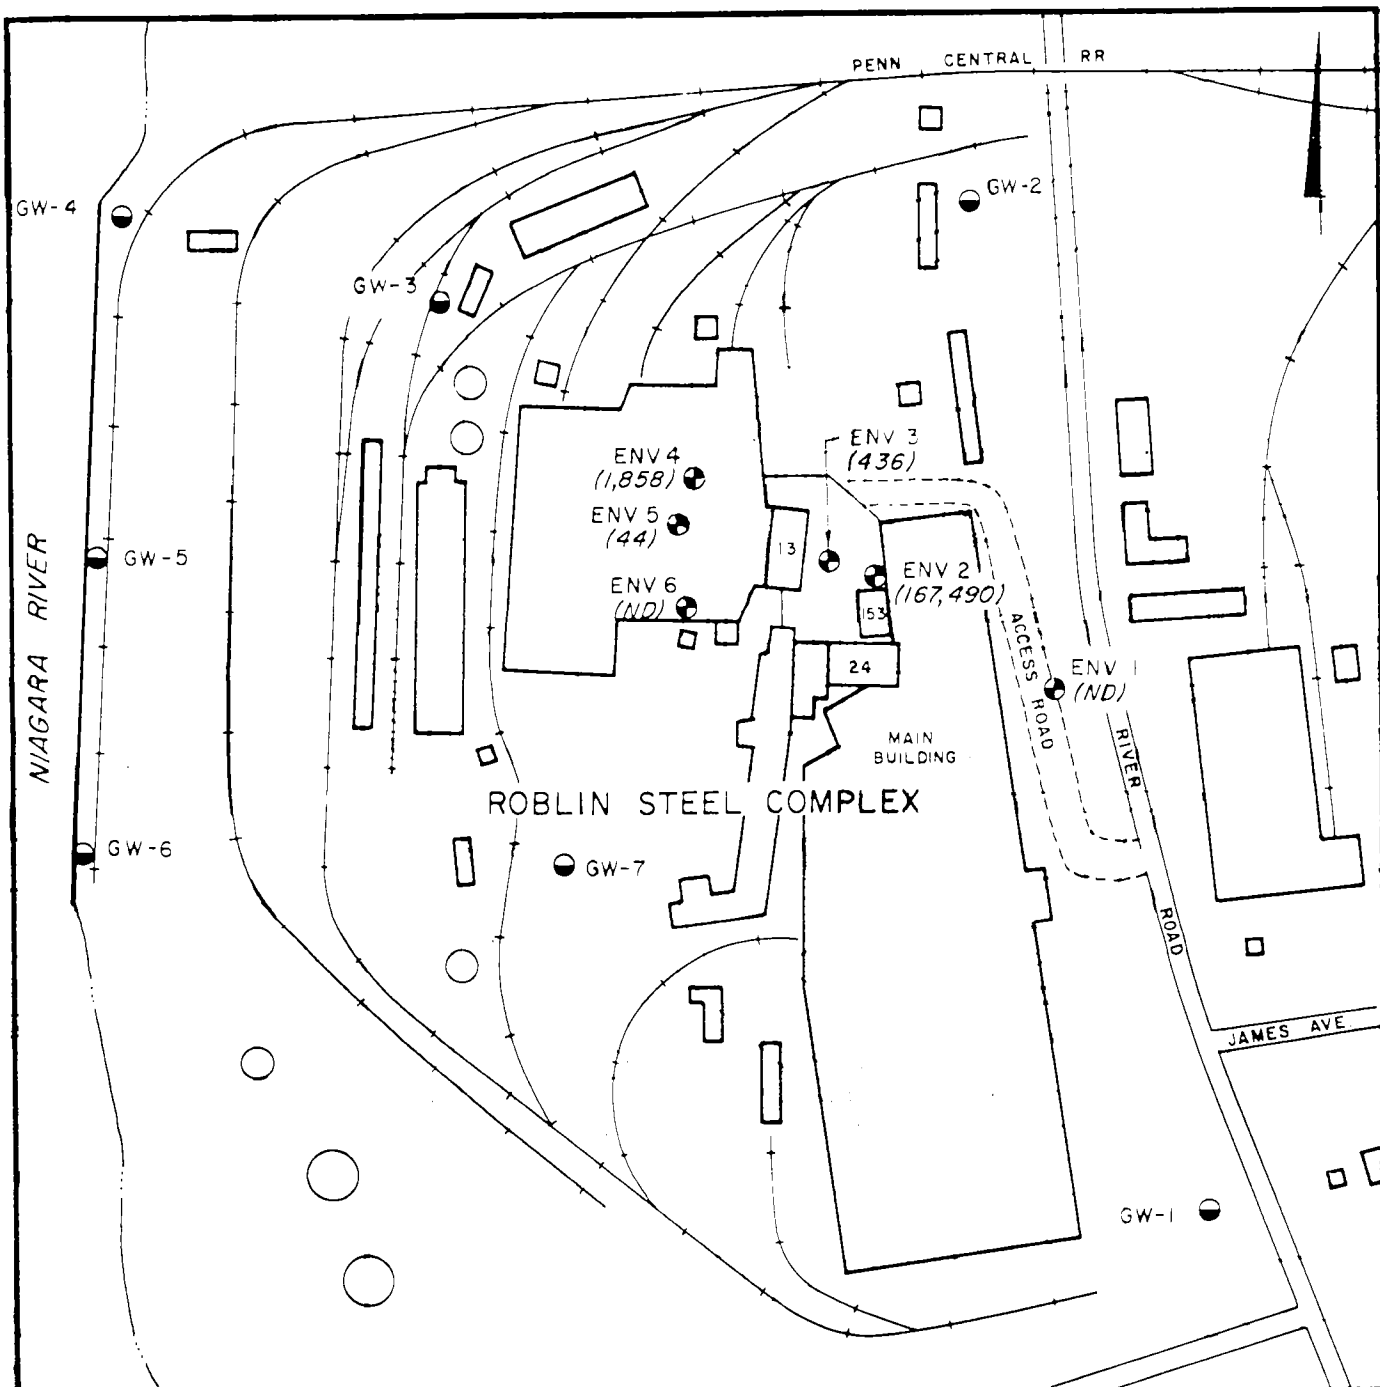 PENN CENTRAL RR
GW-2
GW-4
GW-3
ENV 3
(436)
ENV 4
(1,858)
ENV 5
(44)
13
NIAGARA RIVER
GW-5
ENV 2
(167,490)
ENV 6
(ND)
153
ACCESS ROAD
24
ENV 1
(ND)
MAIN
BUILDING
RIVER
ROAD
ROBLIN STEEL COMPLEX
GW-6
GW-7
JAMES AVE.
GW-1